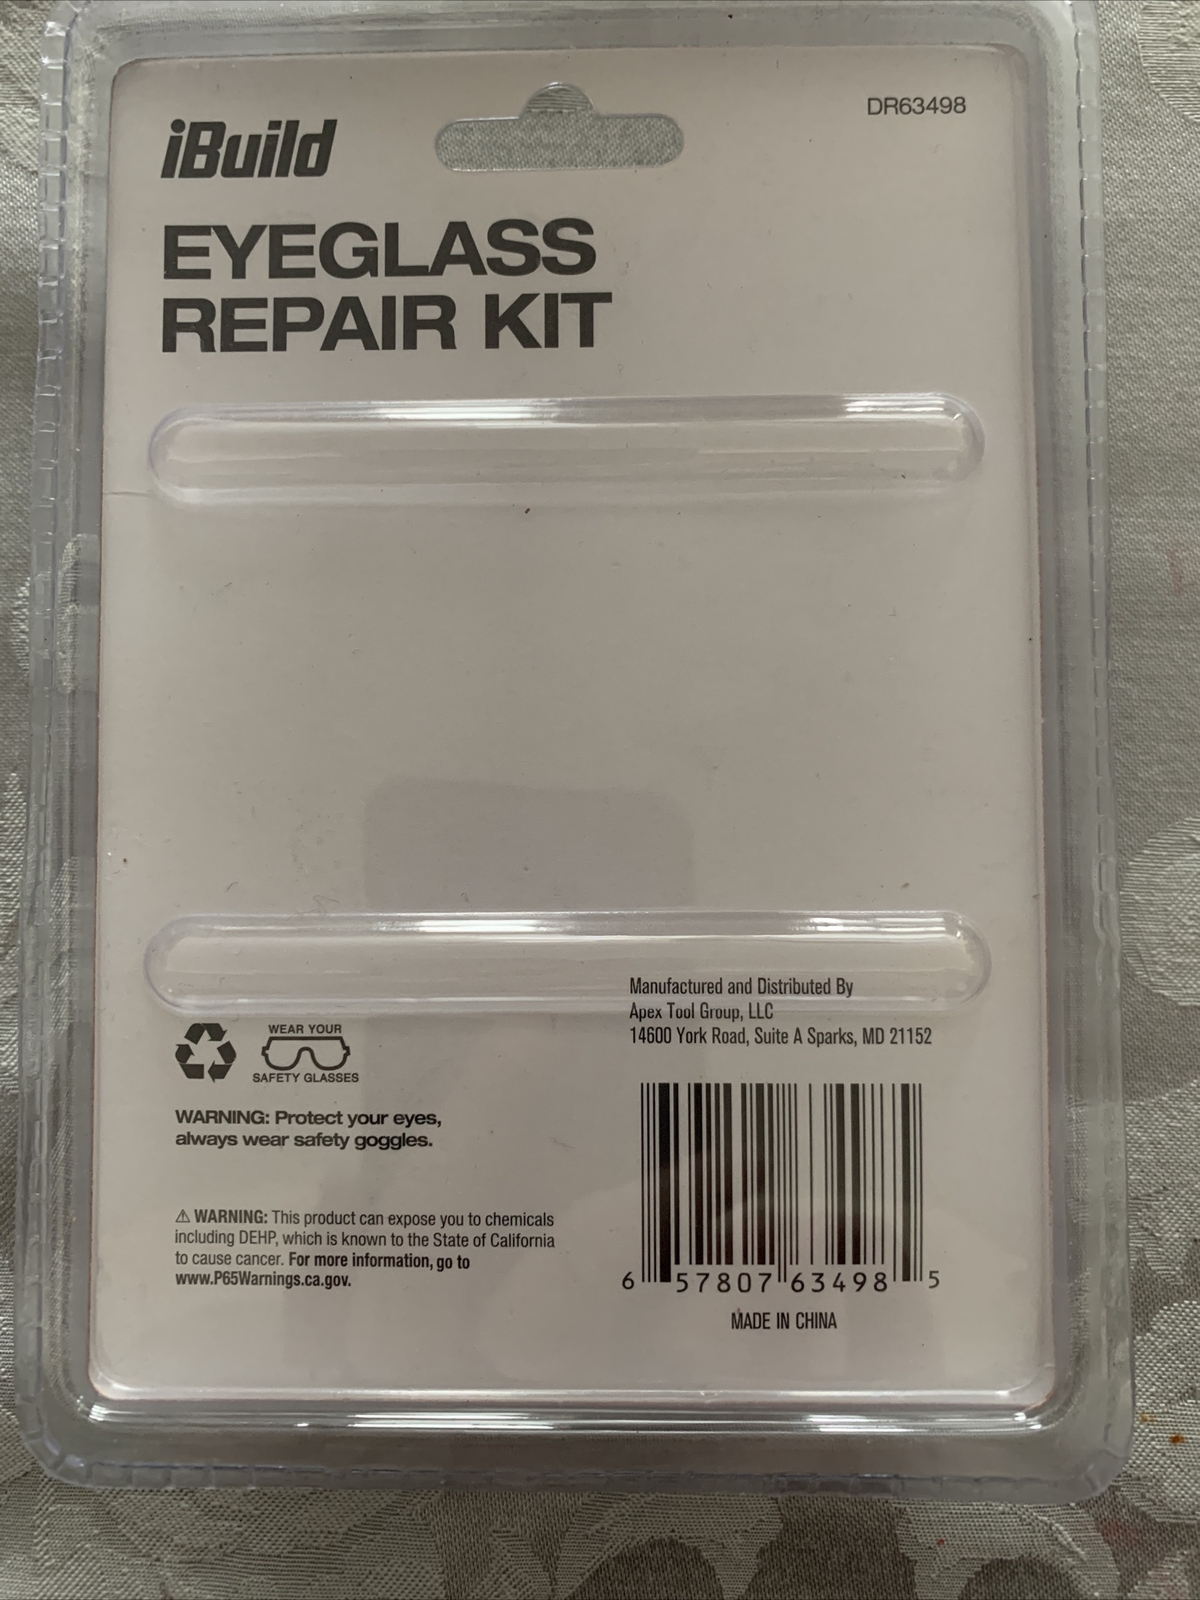 iBuild
DR63498
EYEGLASS
REPAIR KIT
Manufactured and Distributed By
Apex Tool Group, LLC
14600 York Road, Suite A Sparks, MD 21152
WEAR YOUR
SAFETY GLASSES
WARNING: Protect your eyes,
always wear safety goggles.
⚠ WARNING: This product can expose you to chemicals
including DEHP, which is known to the State of California
to cause cancer. For more information, go to
www.P65Warnings.ca.gov.
6 57807 63498 5
MADE IN CHINA